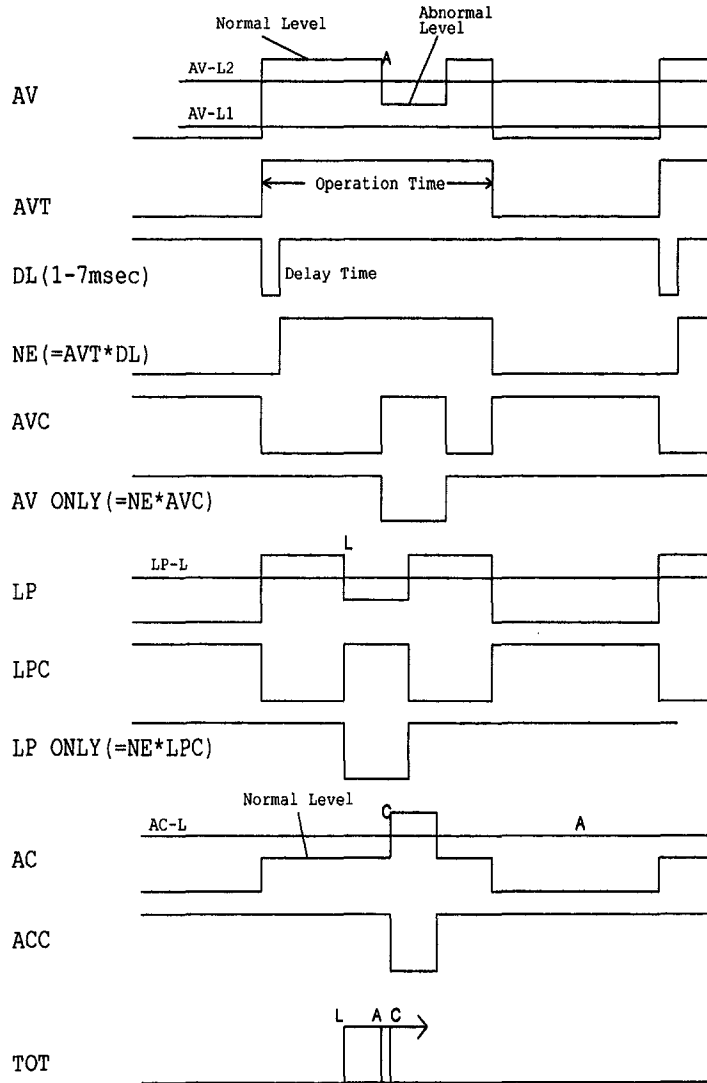 Normal Level
Abnormal
Level
A
AV-L2
AV
AV-L1
Operation Time
AVT
DL(1-7msec)
Delay Time
NE(=AVT*DL)
AVC
AV ONLY(=NE*AVC)
L
LP-L
LP
LPC
LP ONLY(=NE*LPC)
Normal Level
C
AC-L
A
AC
ACC
L A C
TOT